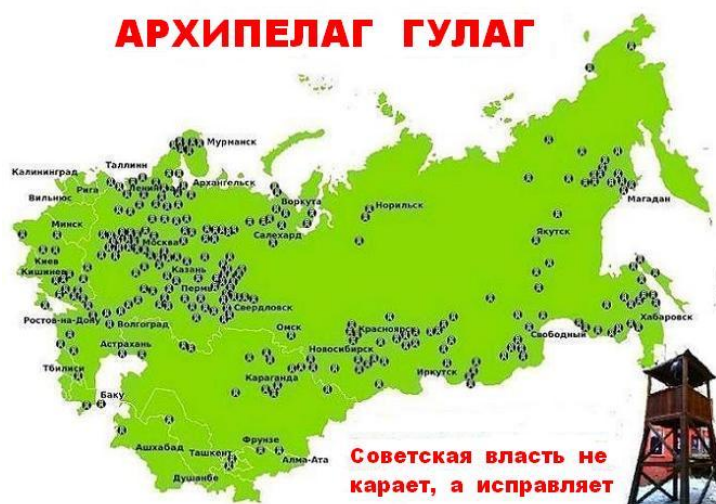 АРХИПЕЛАГ ГУЛАГ
Мурманск
Таллинн
Калининград
Рига
Ленинград
Архангельск
Вильнюс
Воркута
Норильск
Магадан
Минск
Салехард
Москва
Якутск
Киев
Казань
Кишинев
Пермь
Свердловск
Ростов-на-Дону
Волгоград
Омск
Красноярск
Свободный
Хабаровск
Астрахань
Новосибирск
Тбилиси
Караганда
Иркутск
Баку
Фрунзе
Ашхабад
Ташкент
Алма-Ата
Душанбе
Советская власть не
карает, а исправляет